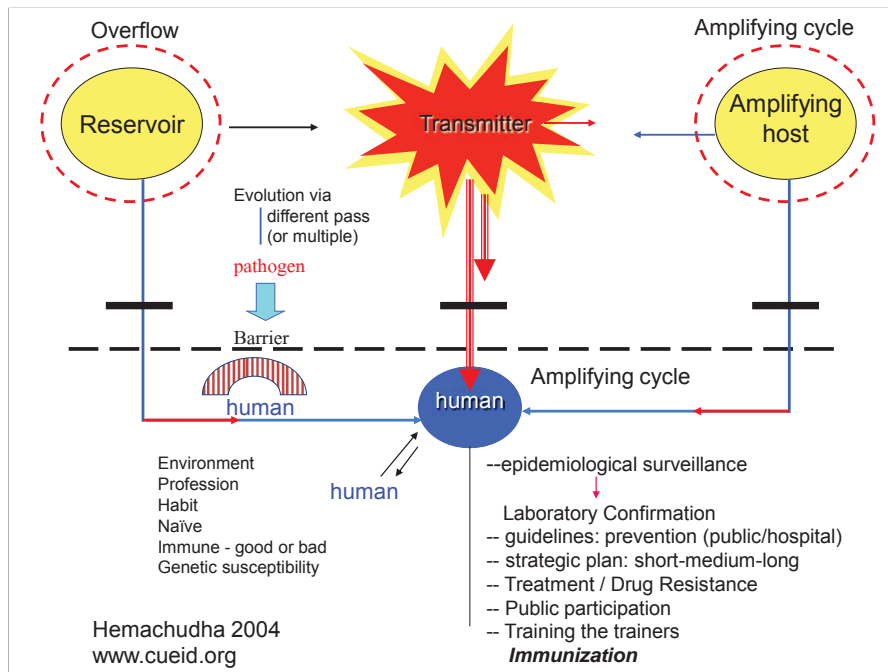 Overflow
Reservoir
Transmitter
Amplifying cycle
Amplifying
host
Evolution via
different pass
(or multiple)
pathogen
Barrier
human
human
Amplifying cycle
human
Environment
Profession
Habit
Naïve
Immune - good or bad
Genetic susceptibility
--epidemiological surveillance
Laboratory Confirmation
-- guidelines: prevention (public/hospital)
-- strategic plan: short-medium-long
-- Treatment / Drug Resistance
-- Public participation
-- Training the trainers
Immunization
Hemachudha 2004
www.cueid.org